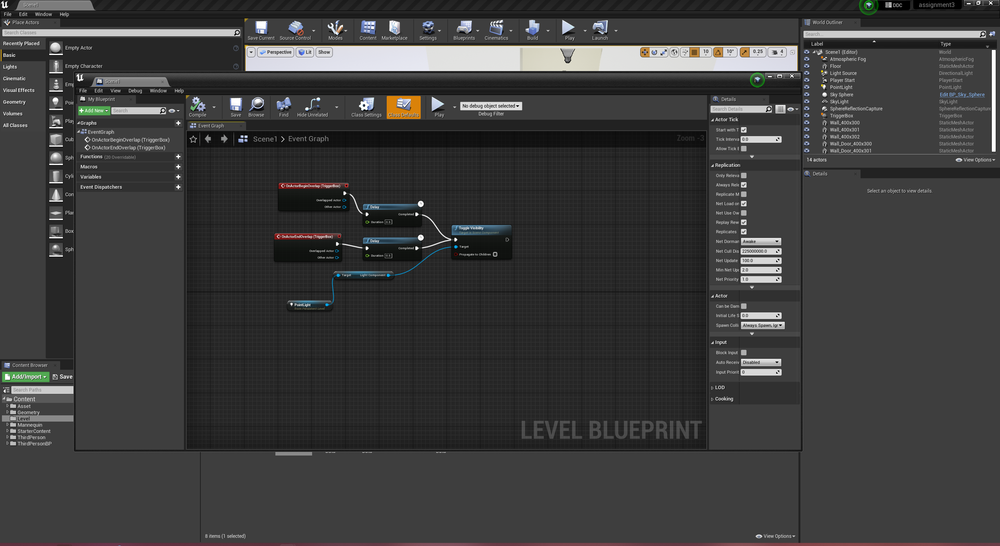 Scene1
DDC
assignment3
File Edit Window Help
Place Actors
Search Classes
Recently Placed
Basic
Lights
Cinematic
Visual Effects
Geometry
Volumes
All Classes
Empty Actor
Empty Character
Emp
Poi
Play
Cub
Sph
Cyli
Con
Plan
Box
Sph
Save Current
Source Control
Modes
Content
Marketplace
Settings
Blueprints
Cinematics
Build
Play
Launch
Perspective
Lit
Show
10
10°
0.25
4
World Outliner
Search...
Label Type
Scene1 (Editor) World
Atmospheric Fog AtmosphericFog
Floor StaticMeshActor
Light Source DirectionalLight
Player Start PlayerStart
PointLight PointLight
Sky Sphere Edit BP_Sky_Sphere
SkyLight SkyLight
SphereReflectionCapture SphereReflectionCapture
TriggerBox TriggerBox
Wall_400x300 StaticMeshActor
Wall_400x301 StaticMeshActor
Wall_400x302 StaticMeshActor
Wall_Door_400x300 StaticMeshActor
Wall_Door_400x301 StaticMeshActor
14 actors
View Options
Details
Select an object to view details.
Scene1
File Edit View Debug Window Help
My Blueprint
Add New
Search
Graphs
EventGraph
OnActorBeginOverlap (TriggerBox)
OnActorEndOverlap (TriggerBox)
Functions (20 Overridable)
Macros
Variables
Event Dispatchers
Compile
Save
Browse
Find
Hide Unrelated
Class Settings
Class Defaults
Play
No debug object selected
Debug Filter
Event Graph
Scene1 > Event Graph
Zoom -3
OnActorBeginOverlap (TriggerBox)
Overlapped Actor
Other Actor
Delay
Completed
Duration 0.5
OnActorEndOverlap (TriggerBox)
Overlapped Actor
Other Actor
Delay
Completed
Duration 0.5
Toggle Visibility
Target is Scene Component
Target
Propagate to Children
Target Light Component
PointLight
from Persistent Level
LEVEL BLUEPRINT
Details
Search Details
Actor Tick
Start with T
Tick Interva 0.0
Allow Tick E
Replication
Only Releva
Always Rele
Replicate M
Net Load on
Net Use Ow
Replay Rew
Replicates
Net Dorman Awake
Net Cull Dis 225000000.0
Net Update 100.0
Min Net Upd 2.0
Net Priority 1.0
Actor
Can be Dam
Initial Life S 0.0
Spawn Colli Always Spawn, Igr
Input
Block Input
Auto Receiv Disabled
Input Priorit 0
LOD
Cooking
Content Browser
Add/Import
Save
Search Paths
Content
Asset
Geometry
Level
Mannequin
StarterContent
ThirdPerson
ThirdPersonBP
Data Data Data
8 items (1 selected)
View Options